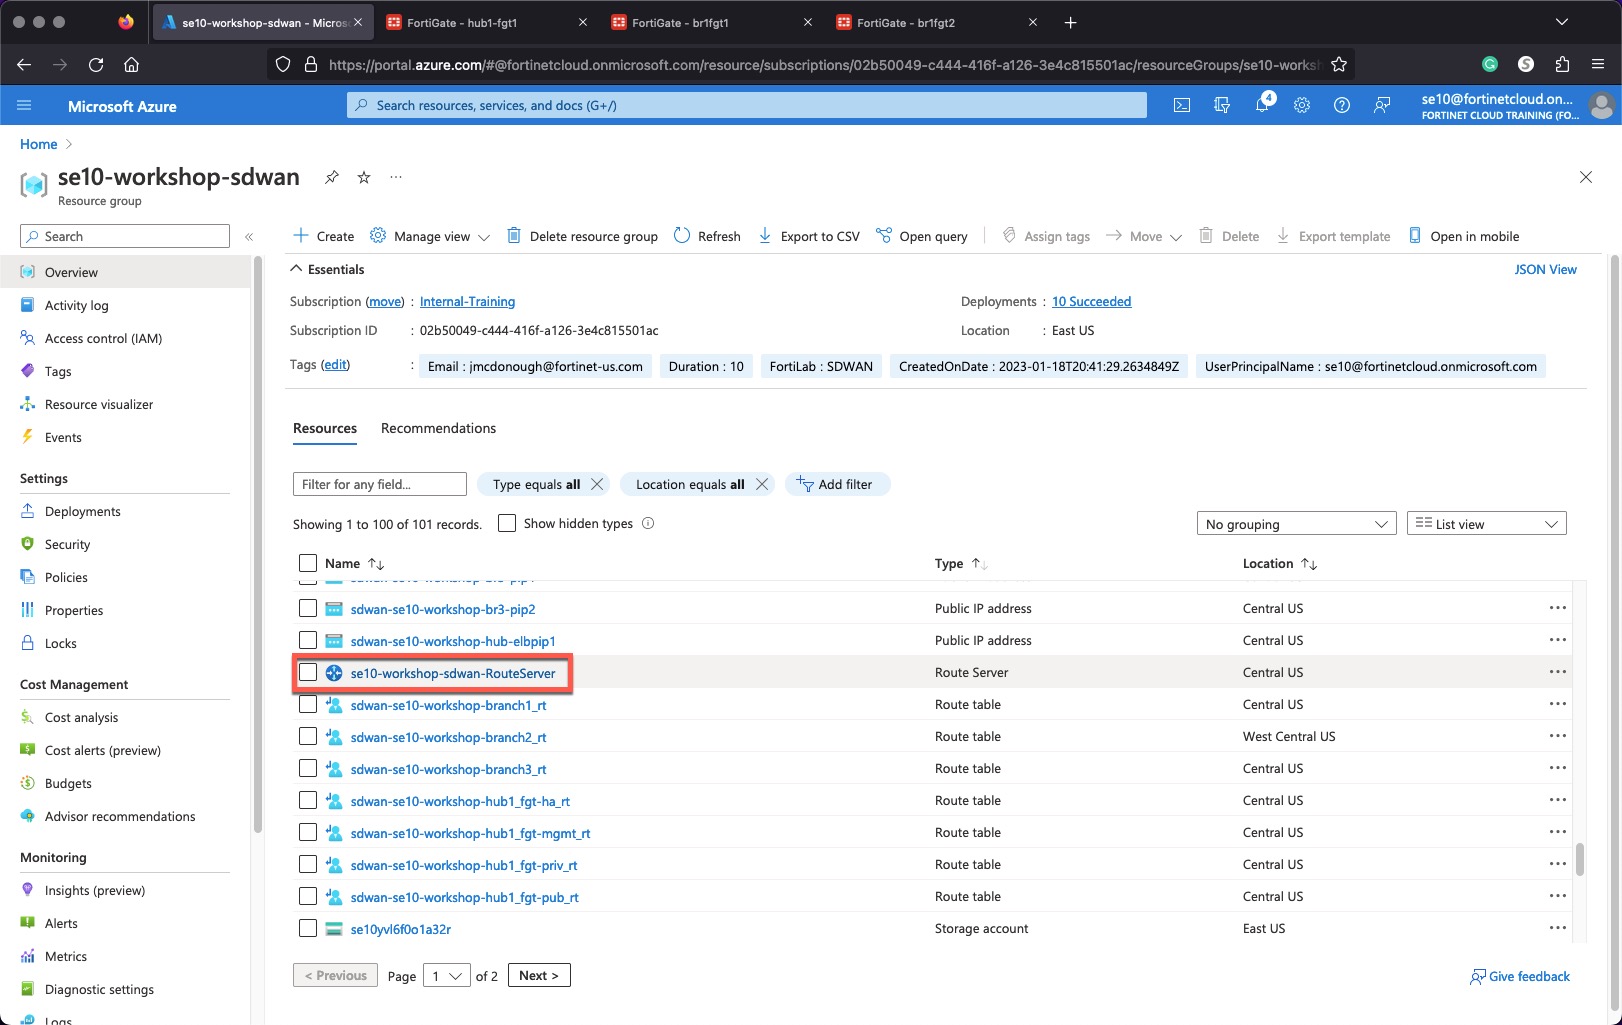 se10-workshop-sdwan - Micros
FortiGate - hub1-fgt1
FortiGate - br1fgt1
FortiGate - br1fgt2
https://portal.azure.com/#@fortinetcloud.onmicrosoft.com/resource/subscriptions/02b50049-c444-416f-a126-3e4c815501ac/resourceGroups/se10-worksh
Microsoft Azure
Search resources, services, and docs (G+/)
4
se10@fortinetcloud.on...
FORTINET CLOUD TRAINING (FO...
Home
se10-workshop-sdwan
Resource group
Search
Create
Manage view
Delete resource group
Refresh
Export to CSV
Open query
Assign tags
Move
Delete
Export template
Open in mobile
Overview
Activity log
Access control (IAM)
Tags
Resource visualizer
Events
Settings
Deployments
Security
Policies
Properties
Locks
Cost Management
Cost analysis
Cost alerts (preview)
Budgets
Advisor recommendations
Monitoring
Insights (preview)
Alerts
Metrics
Diagnostic settings
Logs
Essentials
JSON View
Subscription (move) : Internal-Training
Deployments : 10 Succeeded
Subscription ID : 02b50049-c444-416f-a126-3e4c815501ac
Location : East US
Tags (edit) : Email : jmcdonough@fortinet-us.com Duration : 10 FortiLab : SDWAN CreatedOnDate : 2023-01-18T20:41:29.2634849Z UserPrincipalName : se10@fortinetcloud.onmicrosoft.com
Resources Recommendations
Filter for any field...
Type equals all
Location equals all
Add filter
Showing 1 to 100 of 101 records.
Show hidden types
No grouping
List view
Name Type Location
sdwan-se10-workshop-br3-pip2 Public IP address Central US
sdwan-se10-workshop-hub-elbpip1 Public IP address Central US
se10-workshop-sdwan-RouteServer Route Server Central US
sdwan-se10-workshop-branch1_rt Route table Central US
sdwan-se10-workshop-branch2_rt Route table West Central US
sdwan-se10-workshop-branch3_rt Route table Central US
sdwan-se10-workshop-hub1_fgt-ha_rt Route table Central US
sdwan-se10-workshop-hub1_fgt-mgmt_rt Route table Central US
sdwan-se10-workshop-hub1_fgt-priv_rt Route table Central US
sdwan-se10-workshop-hub1_fgt-pub_rt Route table Central US
se10yvl6f0o1a32r Storage account East US
< Previous Page 1 of 2 Next >
Give feedback